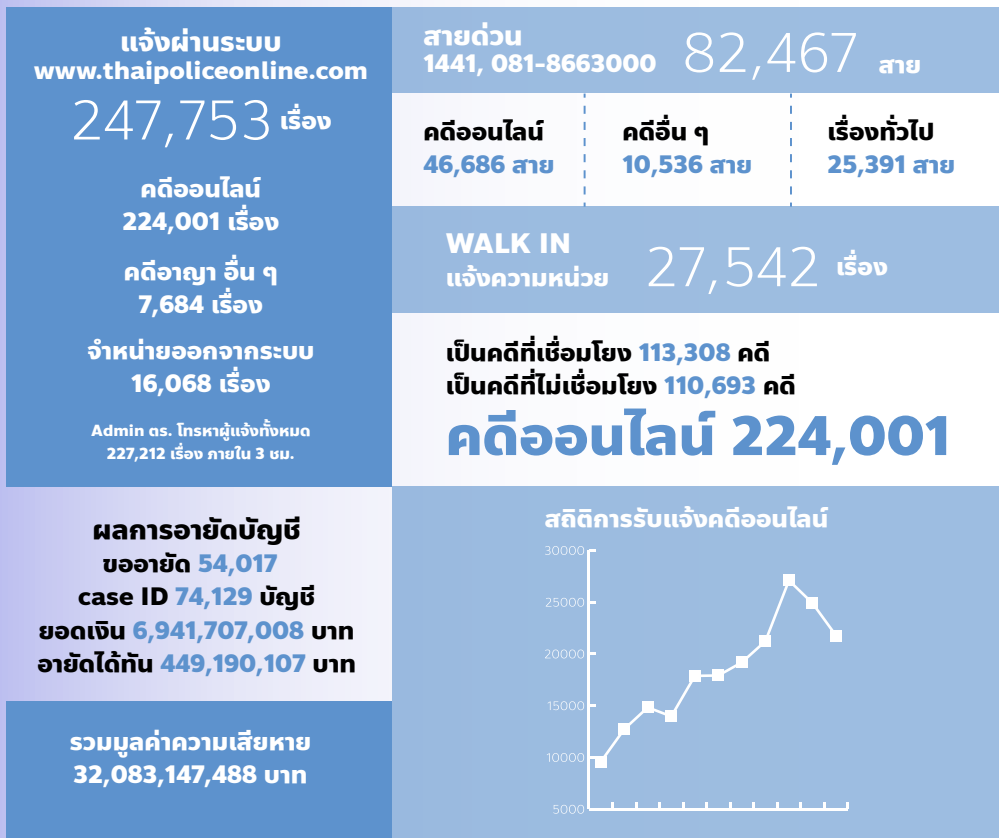 แจ้งผ่านระบบ
www.thaipoliceonline.com
247,753 เรื่อง
คดีออนไลน์
224,001 เรื่อง
คดีอาญา อื่น ๆ
7,684 เรื่อง
จำหน่ายออกจากระบบ
16,068 เรื่อง
Admin ตร. โทรหาผู้แจ้งทั้งหมด
227,212 เรื่อง ภายใน 3 ชม.
สายด่วน
1441, 081-8663000 82,467 สาย
คดีออนไลน์
46,686 สาย
คดีอื่น ๆ
10,536 สาย
เรื่องทั่วไป
25,391 สาย
WALK IN
แจ้งความหน่วย 27,542 เรื่อง
เป็นคดีที่เชื่อมโยง 113,308 คดี
เป็นคดีที่ไม่เชื่อมโยง 110,693 คดี
คดีออนไลน์ 224,001
ผลการอายัดบัญชี
ขออายัด 54,017
case ID 74,129 บัญชี
ยอดเงิน 6,941,707,008 บาท
อายัดได้ทัน 449,190,107 บาท
รวมมูลค่าความเสียหาย
32,083,147,488 บาท
สถิติการรับแจ้งคดีออนไลน์
30000
25000
20000
15000
10000
5000